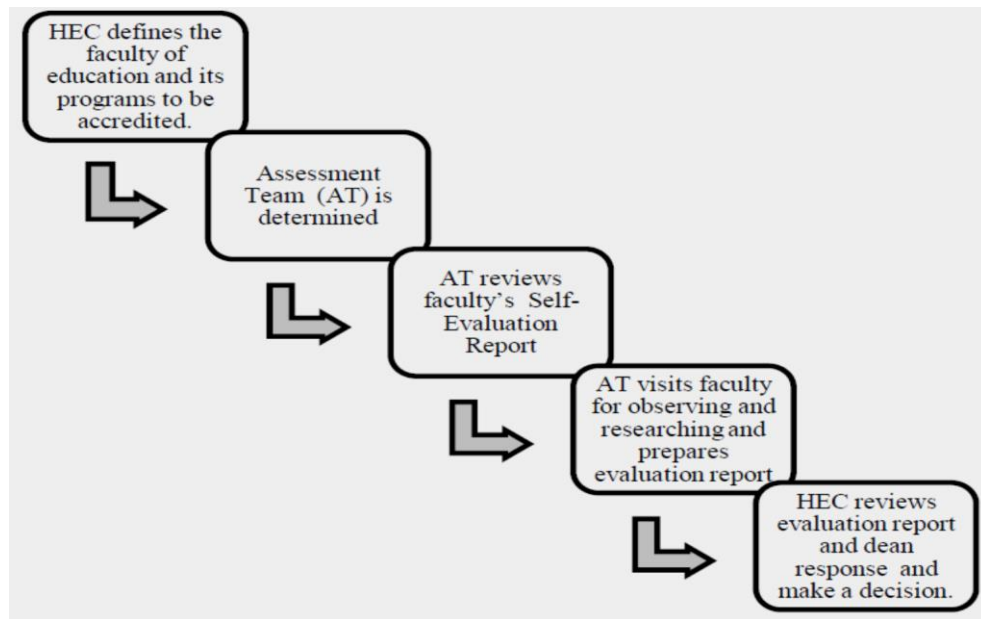 HEC defines the
faculty of
education and its
programs to be
accredited.
Assessment
Team (AT) is
determined
AT reviews
faculty’s Self-
Evaluation
Report
AT visits faculty
for observing and
researching and
prepares
evaluation report
HEC reviews
evaluation report
and dean
response and
make a decision.